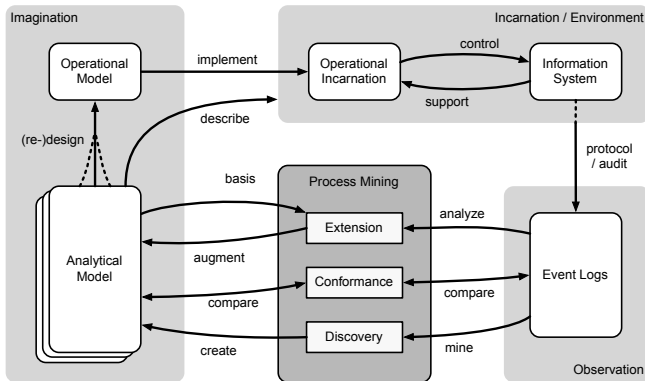 Imagination
Incarnation / Environment
Operational
Model
implement
Operational
Incarnation
control
support
Information
System
describe
(re-)design
protocol
/ audit
basis
Process Mining
analyze
Extension
augment
Analytical
Model
Conformance
compare
compare
Event Logs
Discovery
create
mine
Observation